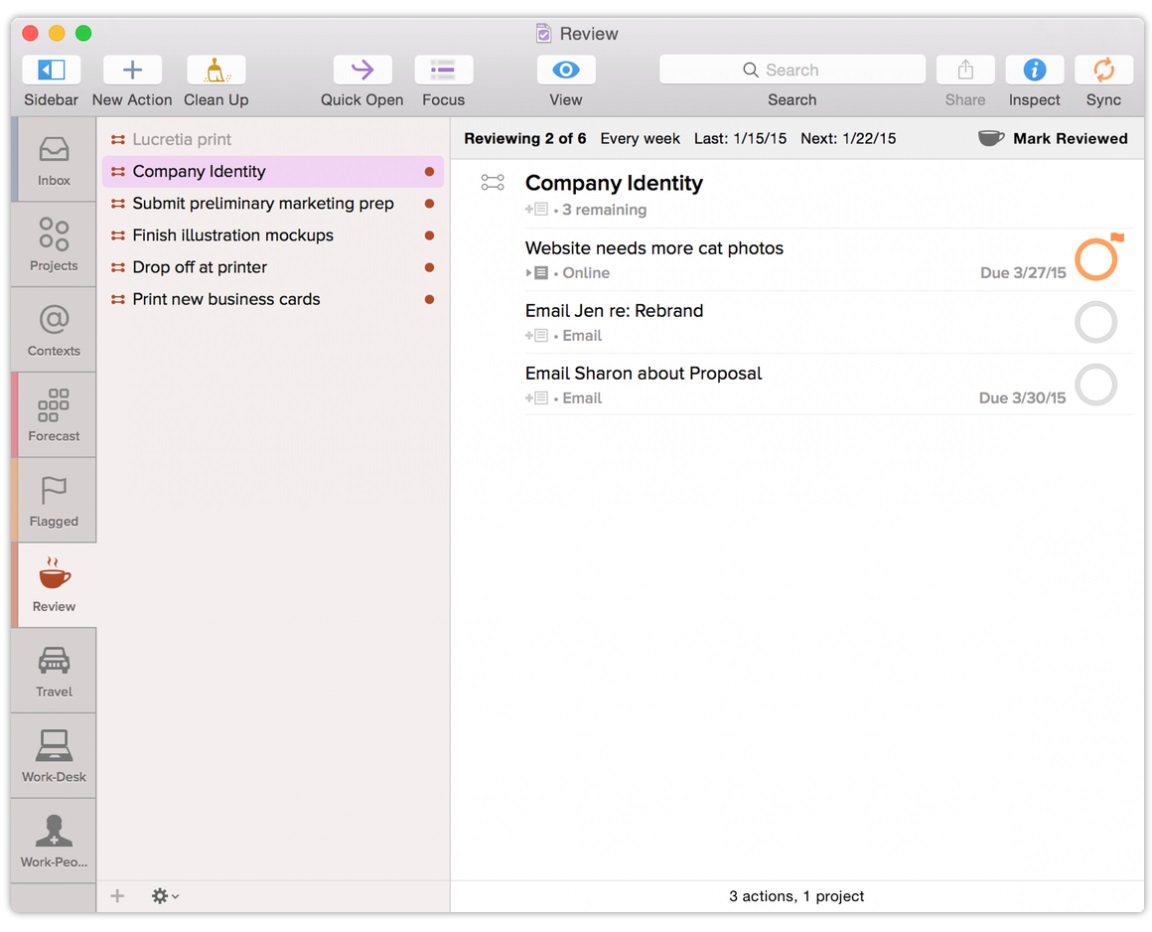 Review
Search
Sidebar New Action Clean Up Quick Open Focus View Search Share Inspect Sync
Inbox
Projects
Contexts
Forecast
Flagged
Review
Travel
Work-Desk
Work-Peo...
Lucretia print
Company Identity
Submit preliminary marketing prep
Finish illustration mockups
Drop off at printer
Print new business cards
Reviewing 2 of 6 Every week Last: 1/15/15 Next: 1/22/15 Mark Reviewed
Company Identity
• 3 remaining
Website needs more cat photos
• Online Due 3/27/15
Email Jen re: Rebrand
• Email
Email Sharon about Proposal
• Email Due 3/30/15
3 actions, 1 project